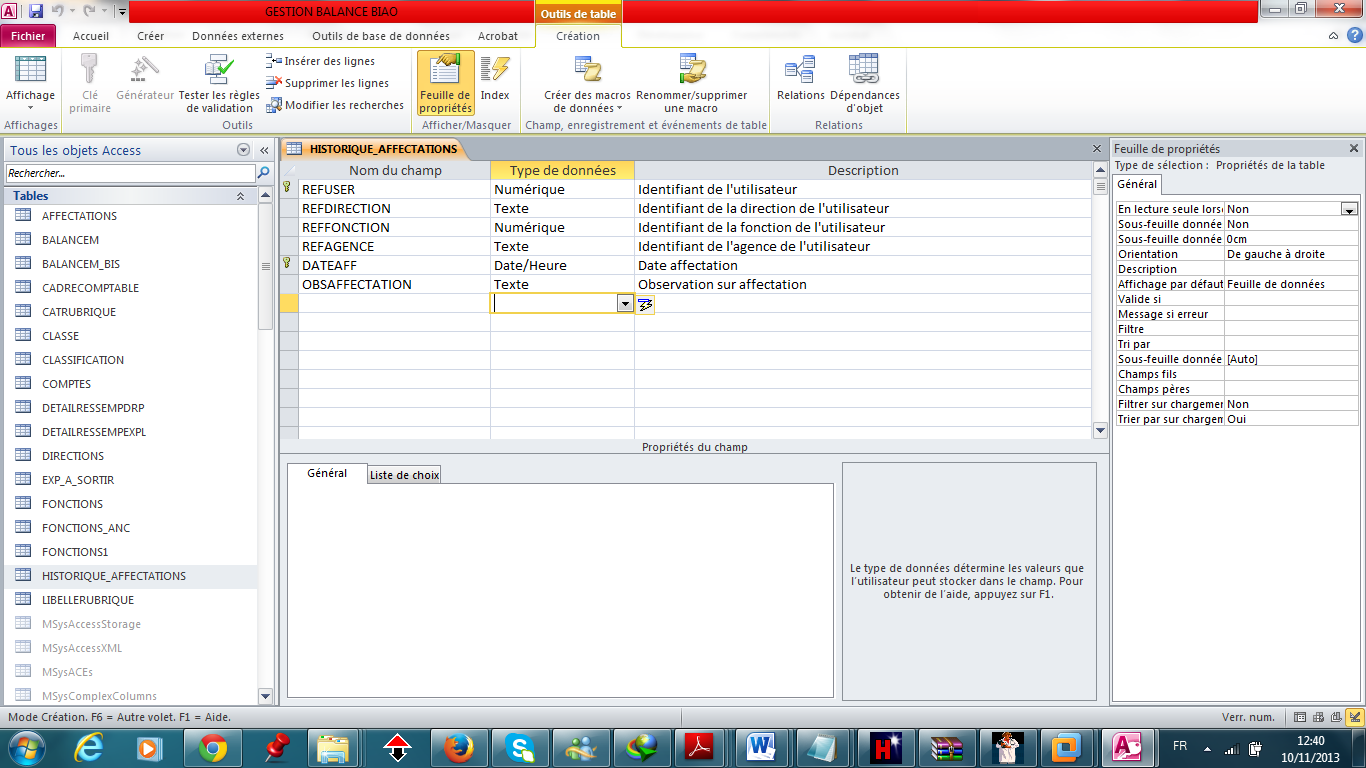 GESTION BALANCE BIAO
Outils de table
Fichier Accueil Créer Données externes Outils de base de données Acrobat Création
Affichage
Clé primaire
Générateur
Tester les règles de validation
Insérer des lignes
Supprimer les lignes
Modifier les recherches
Feuille de propriétés
Index
Créer des macros de données
Renommer/supprimer une macro
Relations
Dépendances d'objet
Affichages Outils Afficher/Masquer Champ, enregistrement et événements de table Relations
Tous les objets Access
Rechercher...
Tables
AFFECTATIONS
BALANCEM
BALANCEM_BIS
CADRECOMPTABLE
CATRUBRIQUE
CLASSE
CLASSIFICATION
COMPTES
DETAILRESSEMPDRP
DETAILRESSEMPEXPL
DIRECTIONS
EXP_A_SORTIR
FONCTIONS
FONCTIONS_ANC
FONCTIONS1
HISTORIQUE_AFFECTATIONS
LIBELLERUBRIQUE
MSysAccessStorage
MSysAccessXML
MSysACEs
MSysComplexColumns
HISTORIQUE_AFFECTATIONS
Nom du champ Type de données Description
REFUSER Numérique Identifiant de l'utilisateur
REFDIRECTION Texte Identifiant de la direction de l'utilisateur
REFFONCTION Numérique Identifiant de la fonction de l'utilisateur
REFAGENCE Texte Identifiant de l'agence de l'utilisateur
DATEAFF Date/Heure Date affectation
OBSAFFECTATION Texte Observation sur affectation
Propriétés du champ
Général Liste de choix
Le type de données détermine les valeurs que
l'utilisateur peut stocker dans le champ. Pour
obtenir de l'aide, appuyez sur F1.
Feuille de propriétés
Type de sélection : Propriétés de la table
Général
En lecture seule lors Non
Sous-feuille donnée Non
Sous-feuille donnée 0cm
Orientation De gauche à droite
Description
Affichage par défaut Feuille de données
Valide si
Message si erreur
Filtre
Tri par
Sous-feuille donnée [Auto]
Champs fils
Champs pères
Filtrer sur chargemen Non
Trier par sur chargem Oui
Mode Création. F6 = Autre volet. F1 = Aide. Verr. num.
FR
12:40
10/11/2013